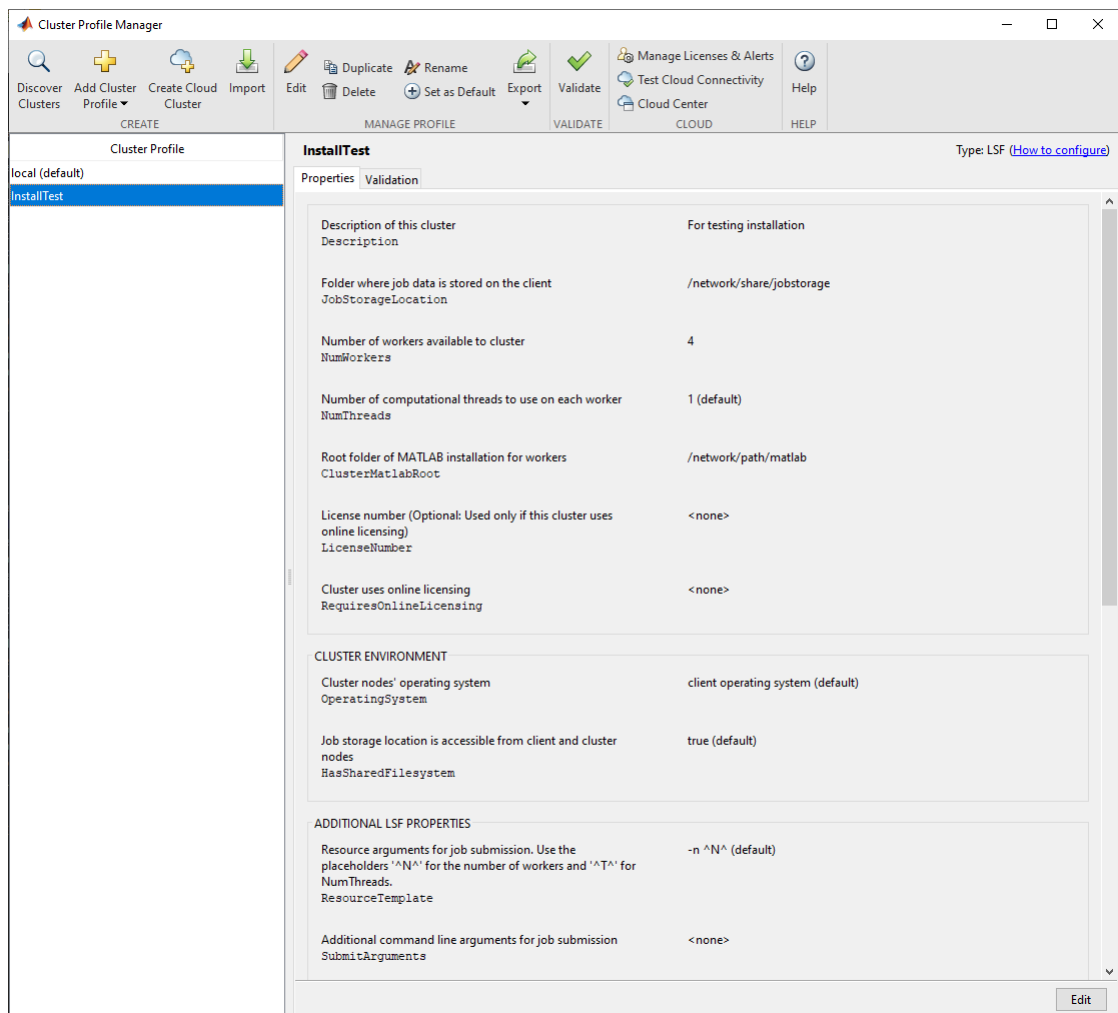 Cluster Profile Manager
Discover Clusters
Add Cluster Profile
Create Cloud Cluster
Import
CREATE
Edit
Duplicate
Delete
Rename
Set as Default
Export
MANAGE PROFILE
Validate
VALIDATE
Manage Licenses & Alerts
Test Cloud Connectivity
Cloud Center
CLOUD
Help
HELP
Cluster Profile
local (default)
InstallTest
InstallTest
Type: LSF (How to configure)
Properties
Validation
Description of this cluster
For testing installation
Description
Folder where job data is stored on the client
/network/share/jobstorage
JobStorageLocation
Number of workers available to cluster
4
NumWorkers
Number of computational threads to use on each worker
1 (default)
NumThreads
Root folder of MATLAB installation for workers
/network/path/matlab
ClusterMatlabRoot
License number (Optional: Used only if this cluster uses
<none>
online licensing)
LicenseNumber
Cluster uses online licensing
<none>
RequiresOnlineLicensing
CLUSTER ENVIRONMENT
Cluster nodes' operating system
client operating system (default)
OperatingSystem
Job storage location is accessible from client and cluster
true (default)
nodes
HasSharedFilesystem
ADDITIONAL LSF PROPERTIES
Resource arguments for job submission. Use the
-n ^N^ (default)
placeholders '^N^' for the number of workers and '^T^' for
NumThreads.
ResourceTemplate
Additional command line arguments for job submission
<none>
SubmitArguments
Edit